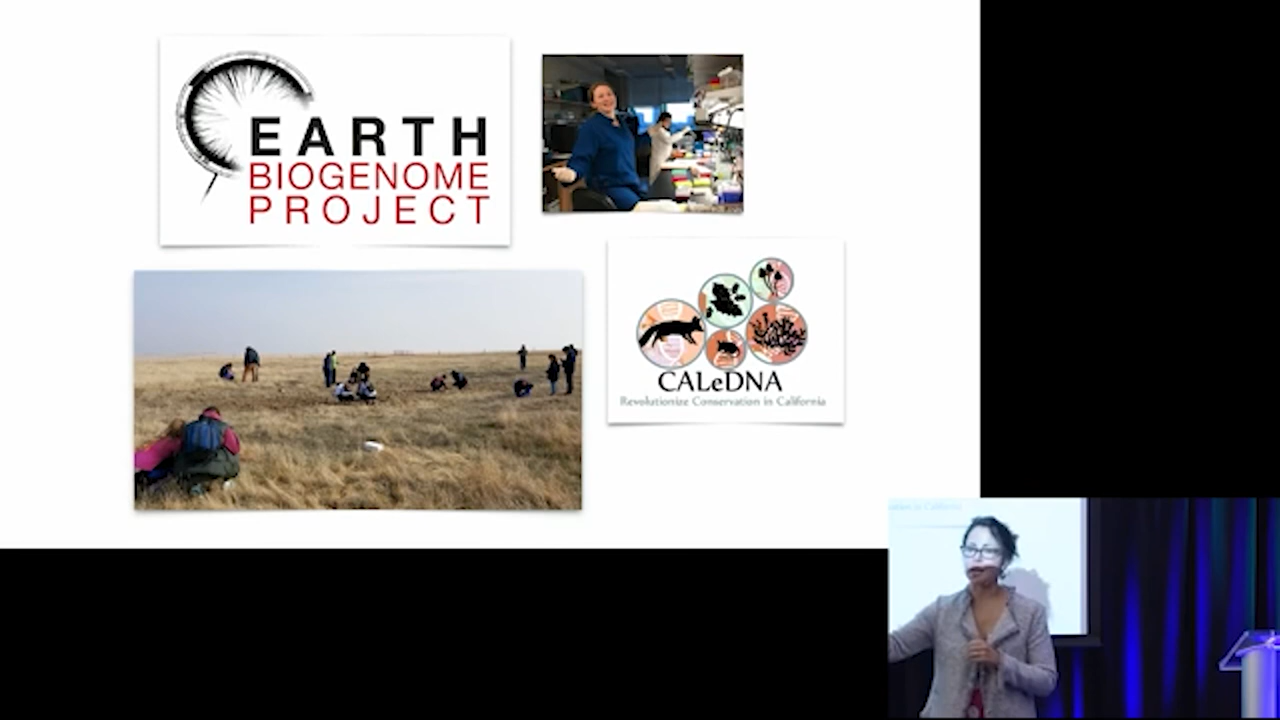 EARTH
BIOGENOME
PROJECT
CALeDNA
Revolutionize Conservation in California